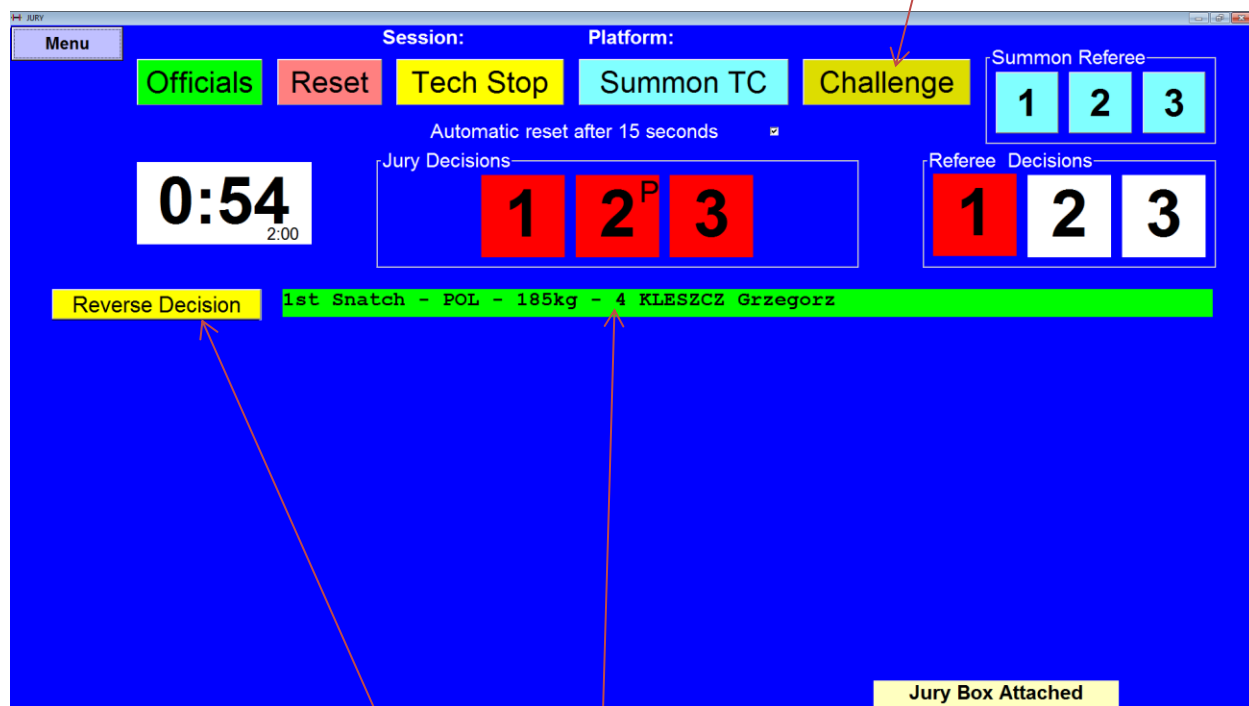 JURY
Menu
Session: Platform:
Officials Reset Tech Stop Summon TC Challenge
Summon Referee
1 2 3
Automatic reset after 15 seconds
Jury Decisions
Referee Decisions
0:54
2:00
1 2 P 3
1 2 3
Reverse Decision
1st Snatch - POL - 185kg - 4 KLESZCZ Grzegorz
Jury Box Attached